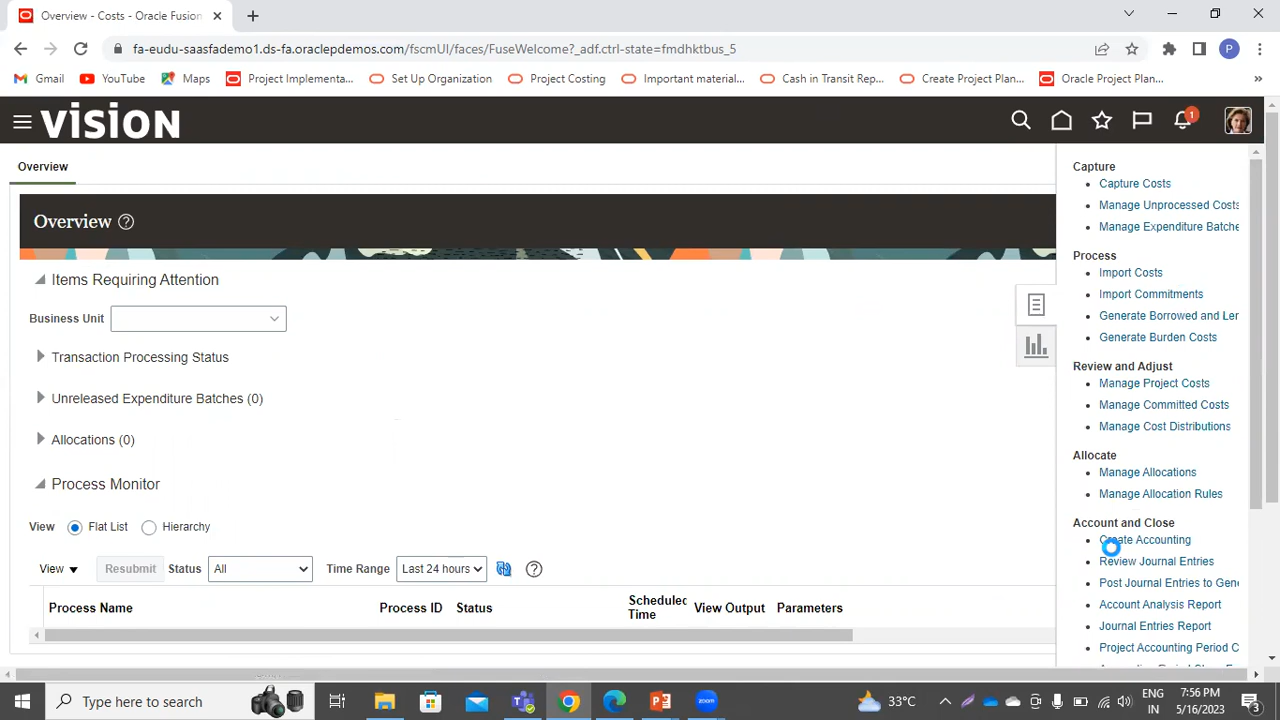 Overview - Costs - Oracle Fusion
fa-eudu-saasfademo1.ds-fa.oraclepdemos.com/fscmUI/faces/FuseWelcome?_adf.ctrl-state=fmdhktbus_5
P
Gmail YouTube Maps Project Implementa... Set Up Organization Project Costing Important material... Cash in Transit Rep... Create Project Plan... Oracle Project Plan... »
VISION
1
Overview
Overview
Items Requiring Attention
Business Unit
Transaction Processing Status
Unreleased Expenditure Batches (0)
Allocations (0)
Process Monitor
View Flat List Hierarchy
View Resubmit Status All Time Range Last 24 hours
Process Name Process ID Status Scheduled Time View Output Parameters
Capture
Capture Costs
Manage Unprocessed Costs
Manage Expenditure Batche
Process
Import Costs
Import Commitments
Generate Borrowed and Ler
Generate Burden Costs
Review and Adjust
Manage Project Costs
Manage Committed Costs
Manage Cost Distributions
Allocate
Manage Allocations
Manage Allocation Rules
Account and Close
Create Accounting
Review Journal Entries
Post Journal Entries to Gene
Account Analysis Report
Journal Entries Report
Project Accounting Period C
Type here to search
zoom
33°C
ENG
IN
7:56 PM
5/16/2023
3